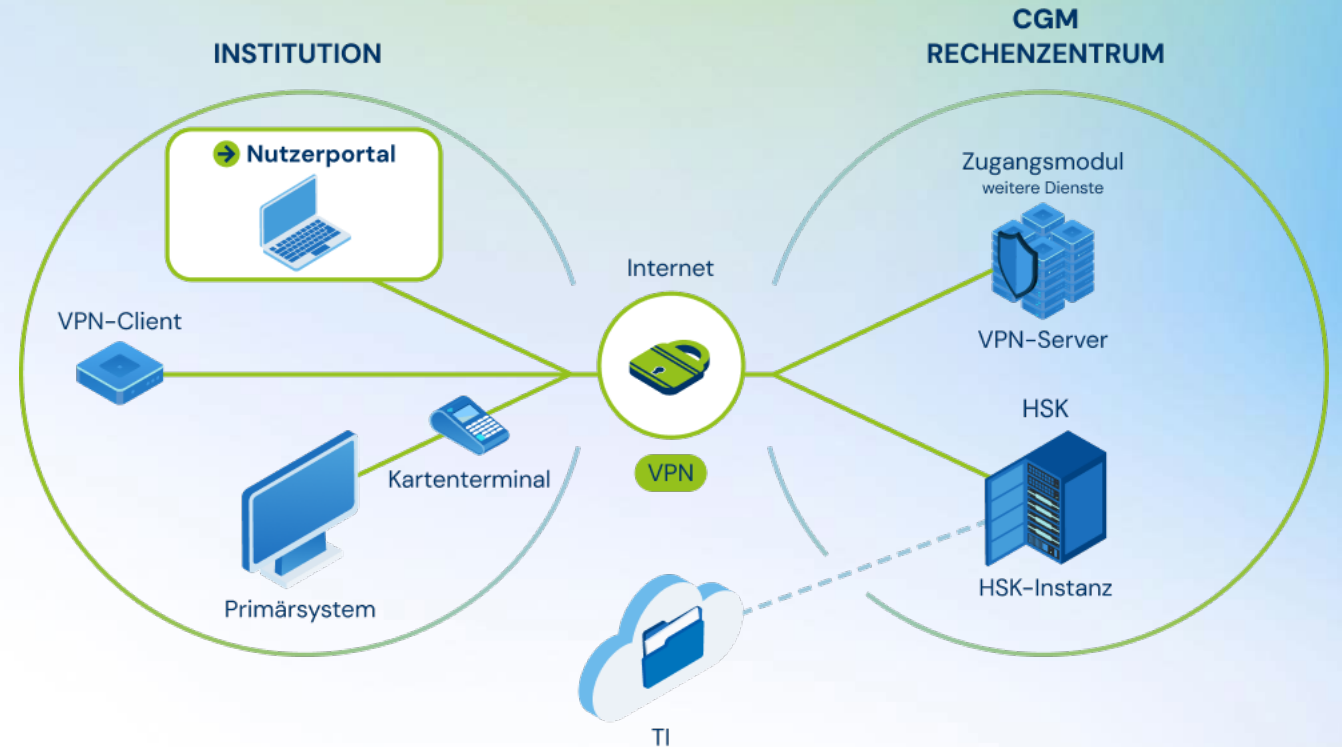 INSTITUTION
CGM
RECHENZENTRUM
Nutzerportal
VPN-Client
Kartenterminal
Primärsystem
Internet
VPN
Zugangsmodul
weitere Dienste
VPN-Server
HSK
HSK-Instanz
TI